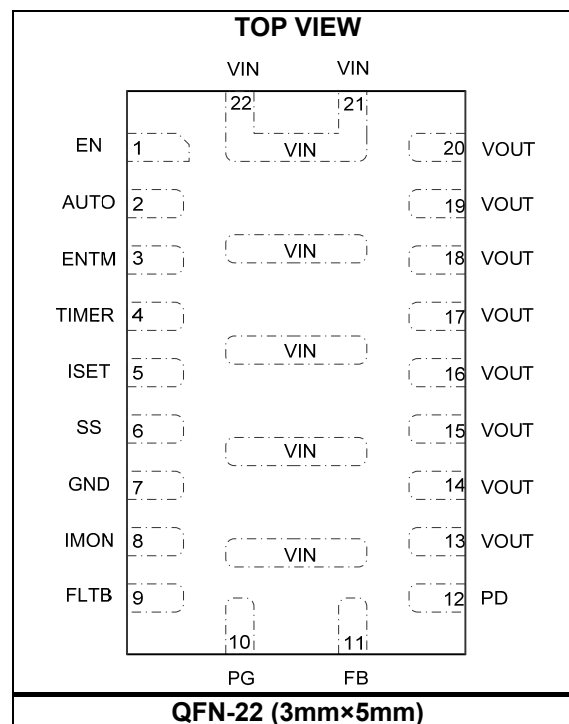 TOP VIEW
VIN VIN
22 21
EN 1 VIN 20 VOUT
AUTO 2 19 VOUT
ENTM 3 VIN 18 VOUT
TIMER 4 17 VOUT
ISET 5 VIN 16 VOUT
SS 6 15 VOUT
GND 7 VIN 14 VOUT
IMON 8 VIN 13 VOUT
FLTB 9 12 PD
10 11
PG FB
QFN-22 (3mm×5mm)